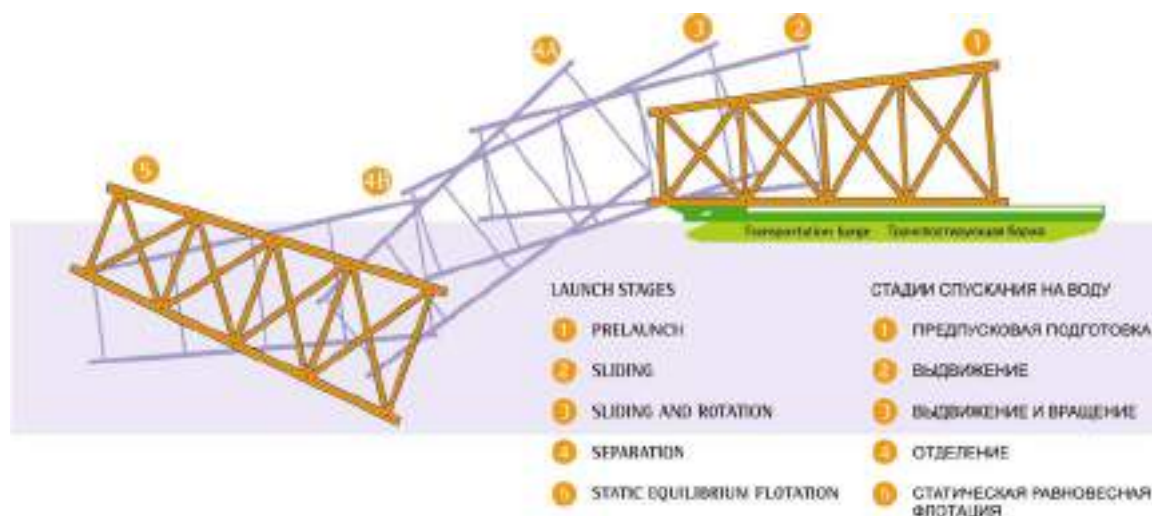 3
2
1
4A
5
4B
Transportation barge Транспортирующая баржа
LAUNCH STAGES
СТАДИИ СПУСКАНИЯ НА ВОДУ
1 PRELAUNCH
1 ПРЕДПУСКОВАЯ ПОДГОТОВКА
2 SLIDING
2 ВЫДВИЖЕНИЕ
3 SLIDING AND ROTATION
3 ВЫДВИЖЕНИЕ И ВРАЩЕНИЕ
4 SEPARATION
4 ОТДЕЛЕНИЕ
5 STATIC EQUILIBRIUM FLOTATION
5 СТАТИЧЕСКАЯ РАВНОВЕСНАЯ
ФЛОТАЦИЯ